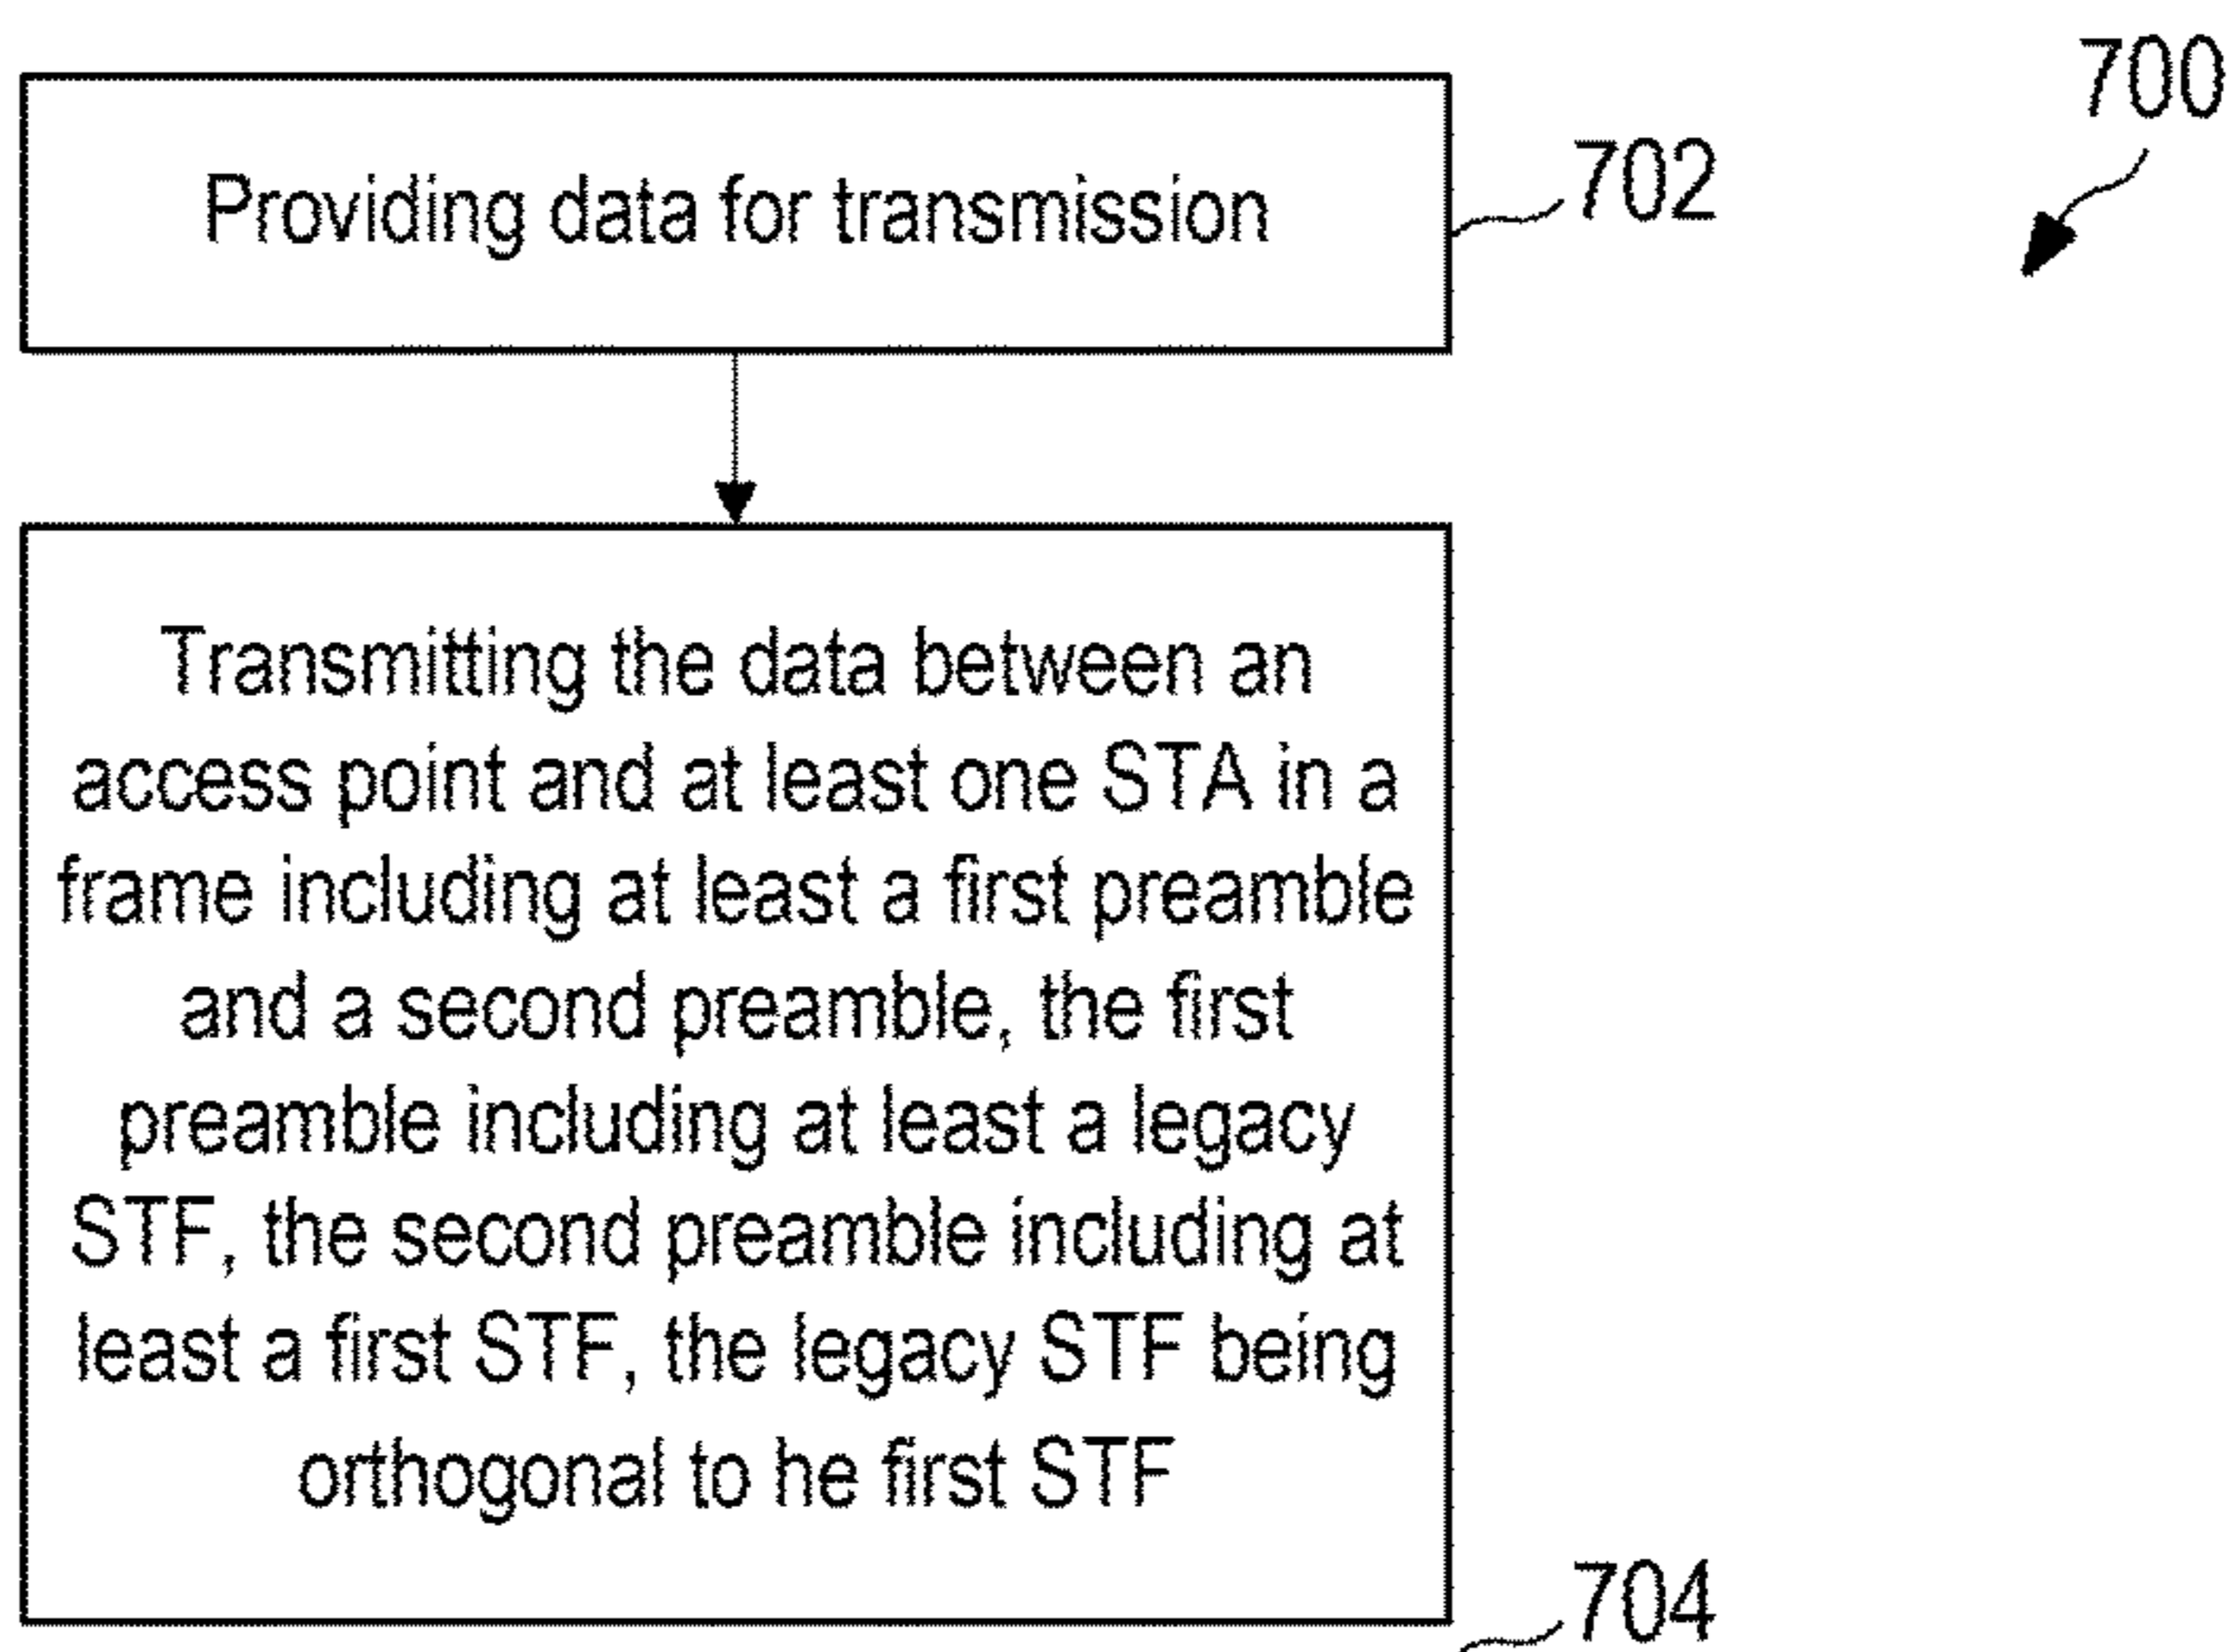 700
Providing data for transmission
702
Transmitting the data between an
access point and at least one STA in a
frame including at least a first preamble
and a second preamble, the first
preamble including at least a legacy
STF, the second preamble including at
least a first STF, the legacy STF being
orthogonal to he first STF
704